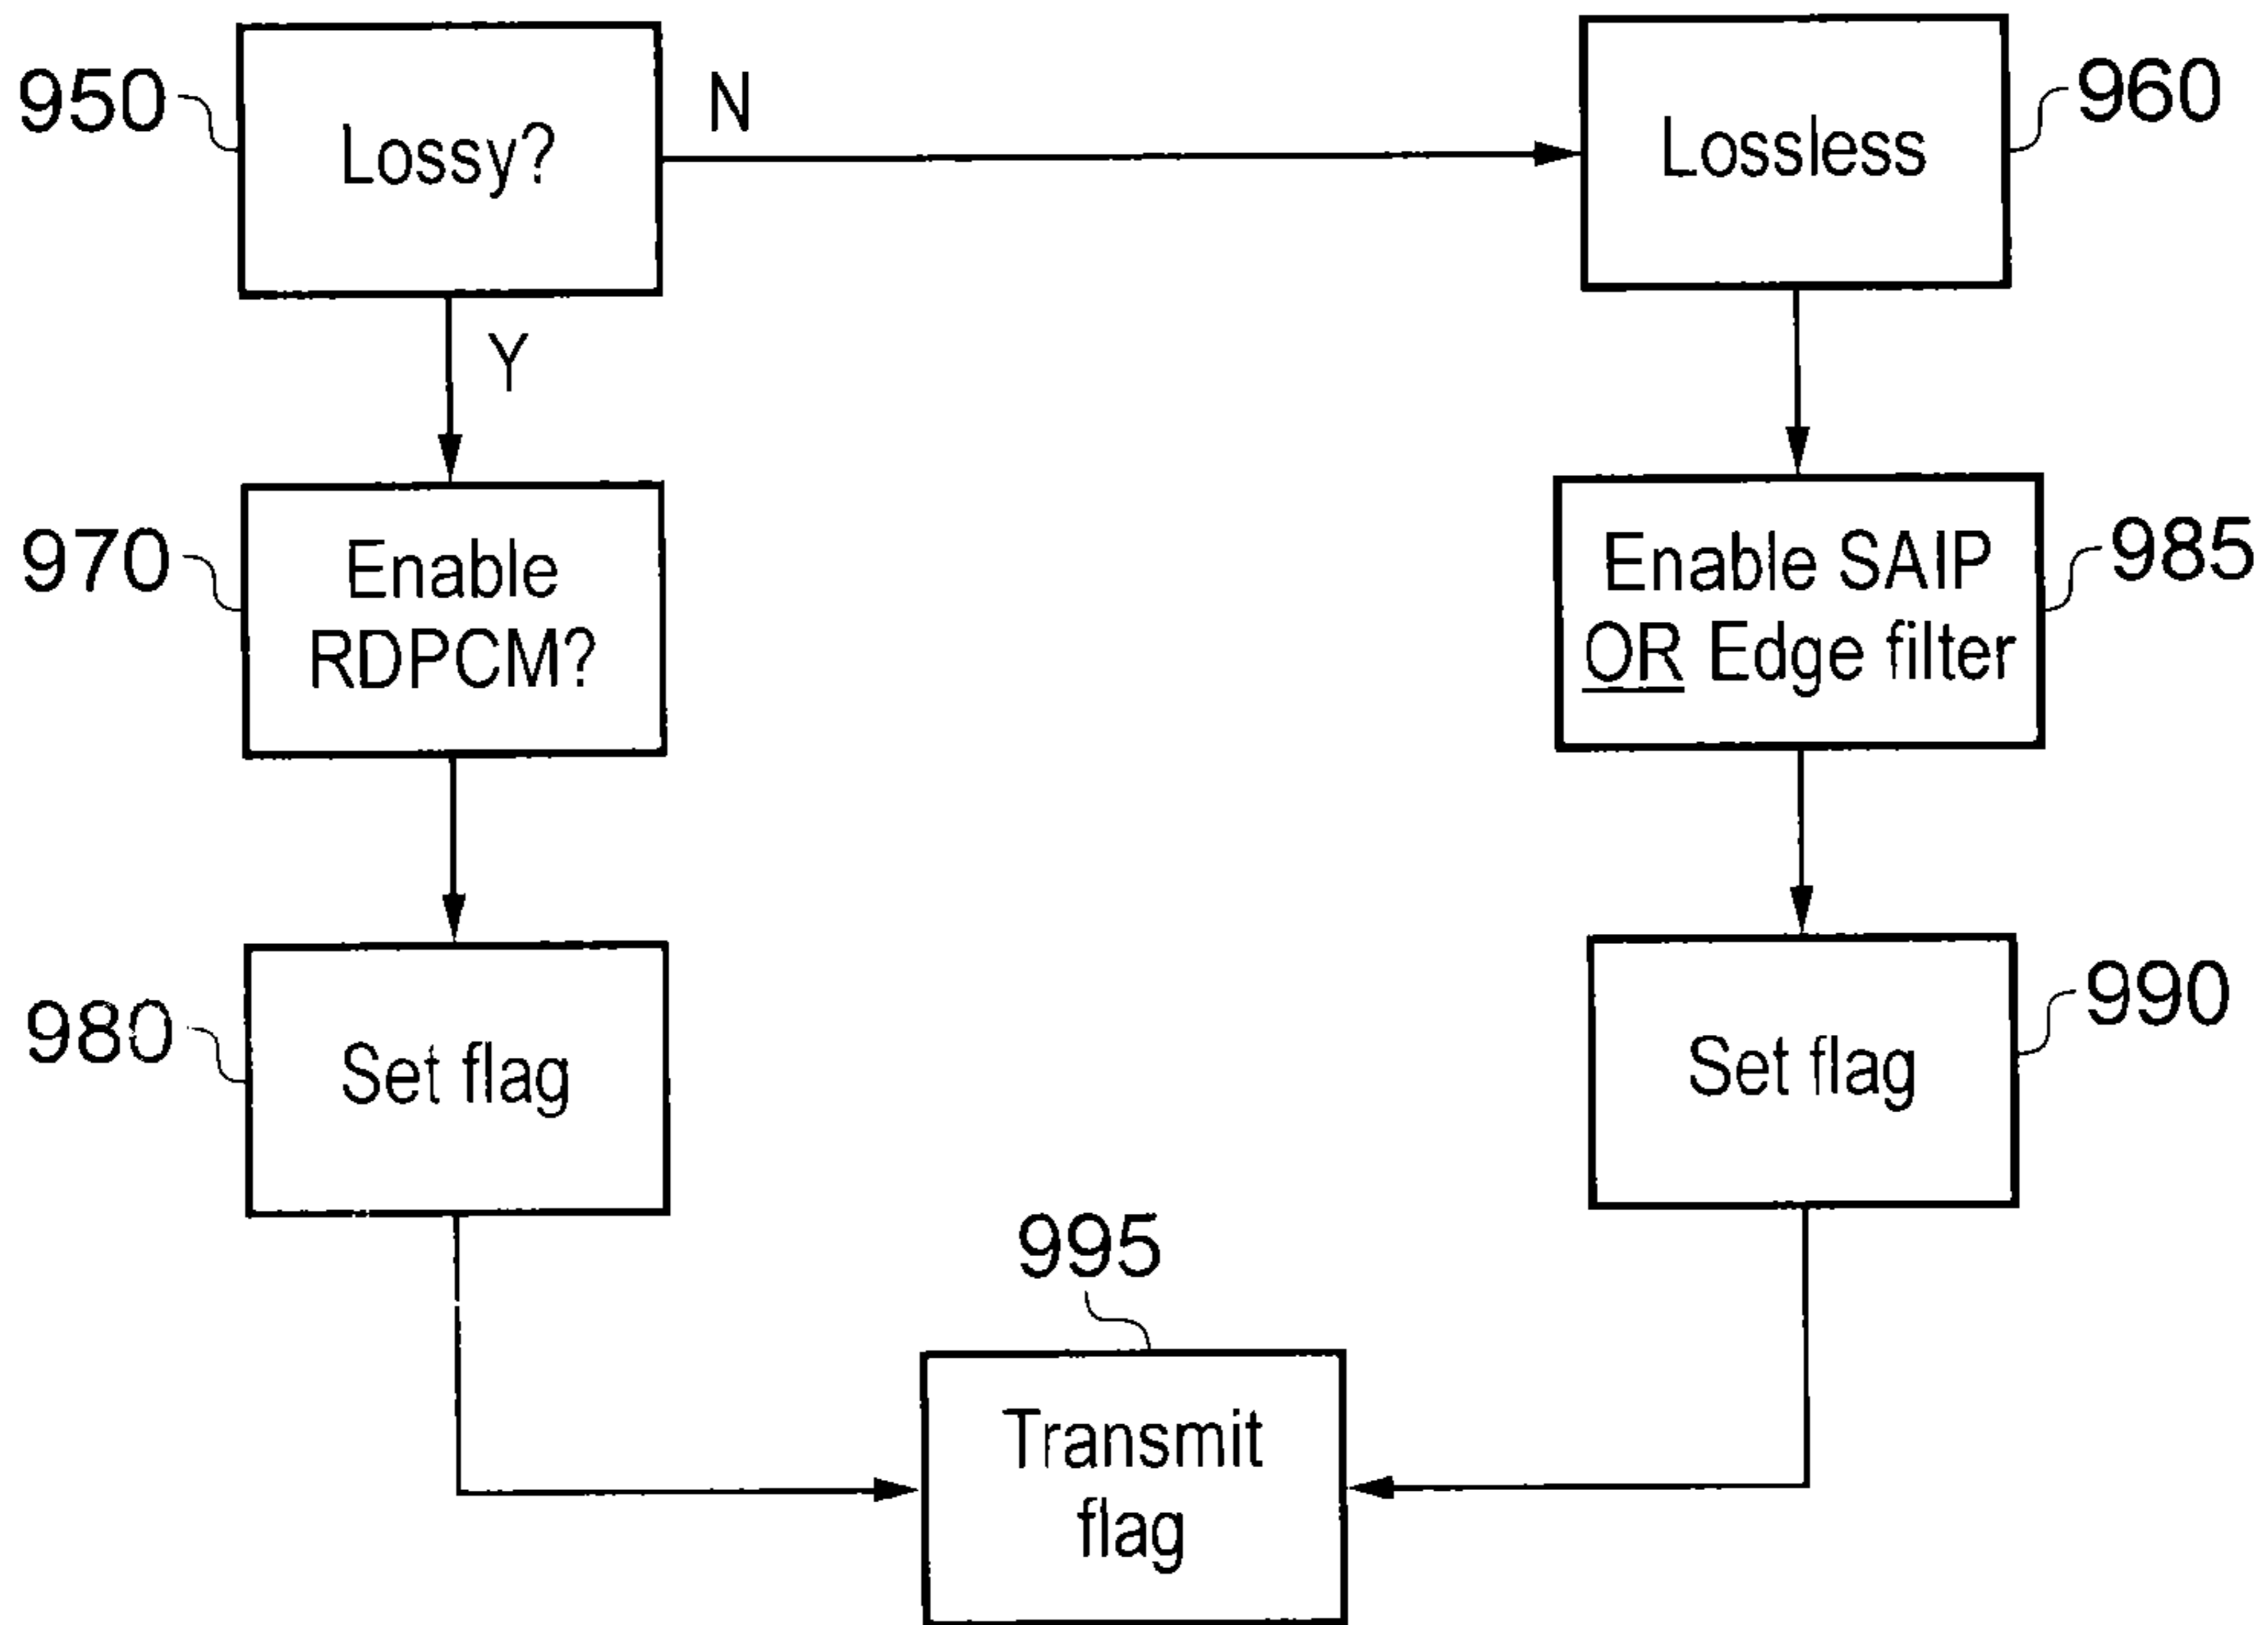 950
Lossy?
N
Lossless
960
Y
970
Enable
RDPCM?
Enable SAIP
OR Edge filter
985
980
Set flag
Set flag
990
995
Transmit
flag